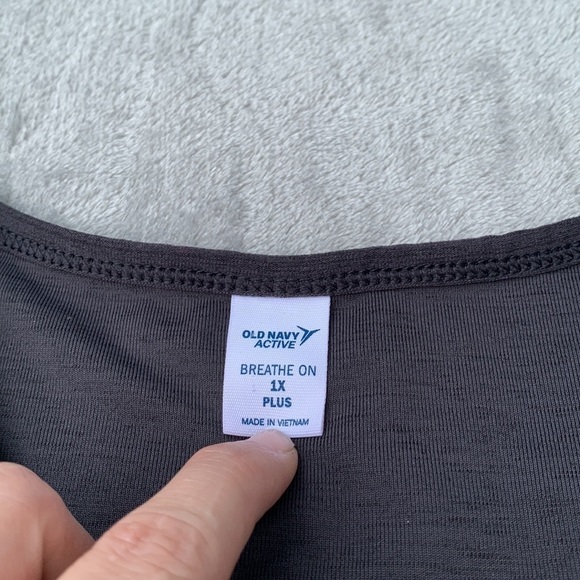 OLD NAVY
ACTIVE
BREATHE ON
1X
PLUS
MADE IN VIETNAM